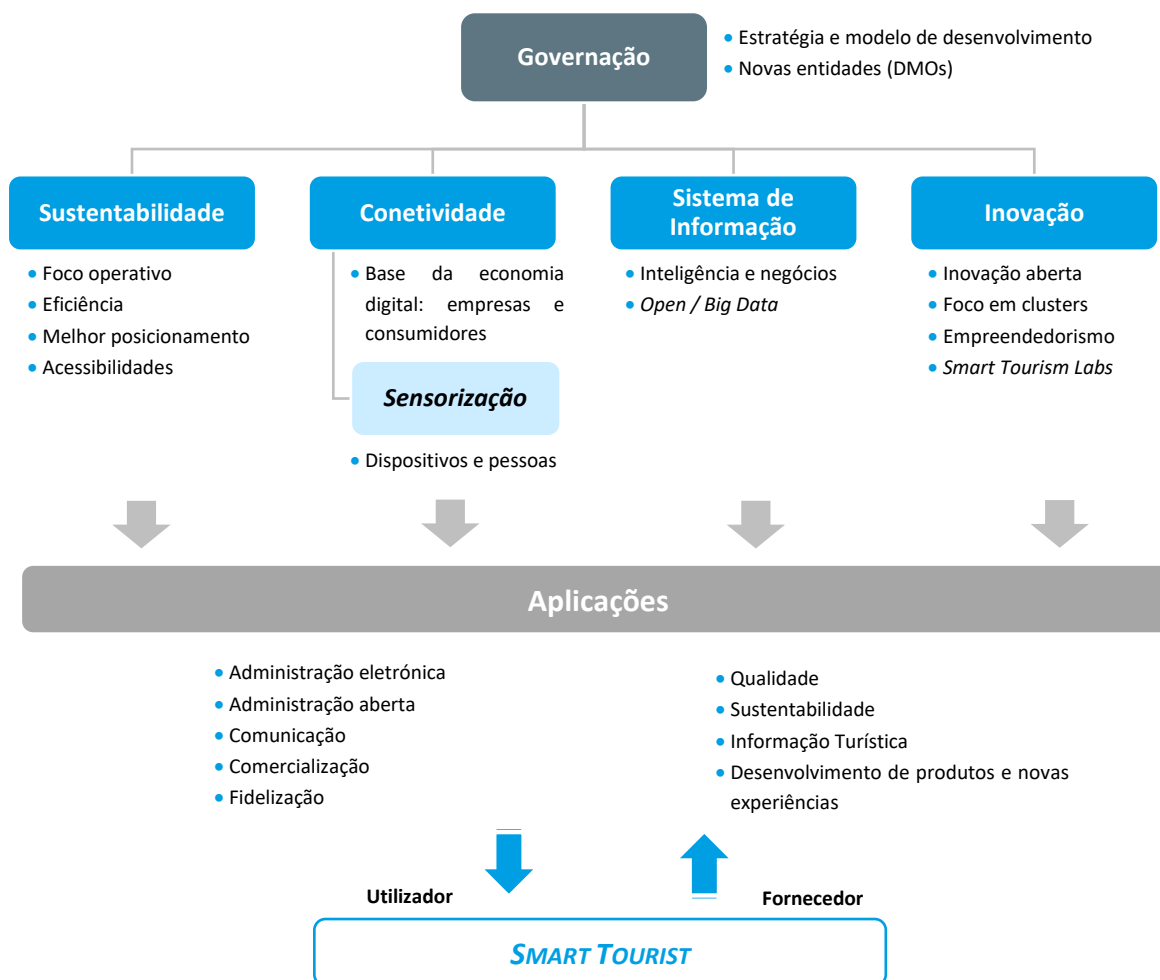 Governação
• Estratégia e modelo de desenvolvimento
• Novas entidades (DMOs)
Sustentabilidade
• Foco operativo
• Eficiência
• Melhor posicionamento
• Acessibilidades
Conetividade
• Base da economia
digital: empresas e
consumidores
Sensorização
• Dispositivos e pessoas
Sistema de
Informação
• Inteligência e negócios
• Open / Big Data
Inovação
• Inovação aberta
• Foco em clusters
• Empreendedorismo
• Smart Tourism Labs
Aplicações
• Administração eletrónica
• Administração aberta
• Comunicação
• Comercialização
• Fidelização
• Qualidade
• Sustentabilidade
• Informação Turística
• Desenvolvimento de produtos e novas
experiências
Utilizador
Fornecedor
SMART TOURIST